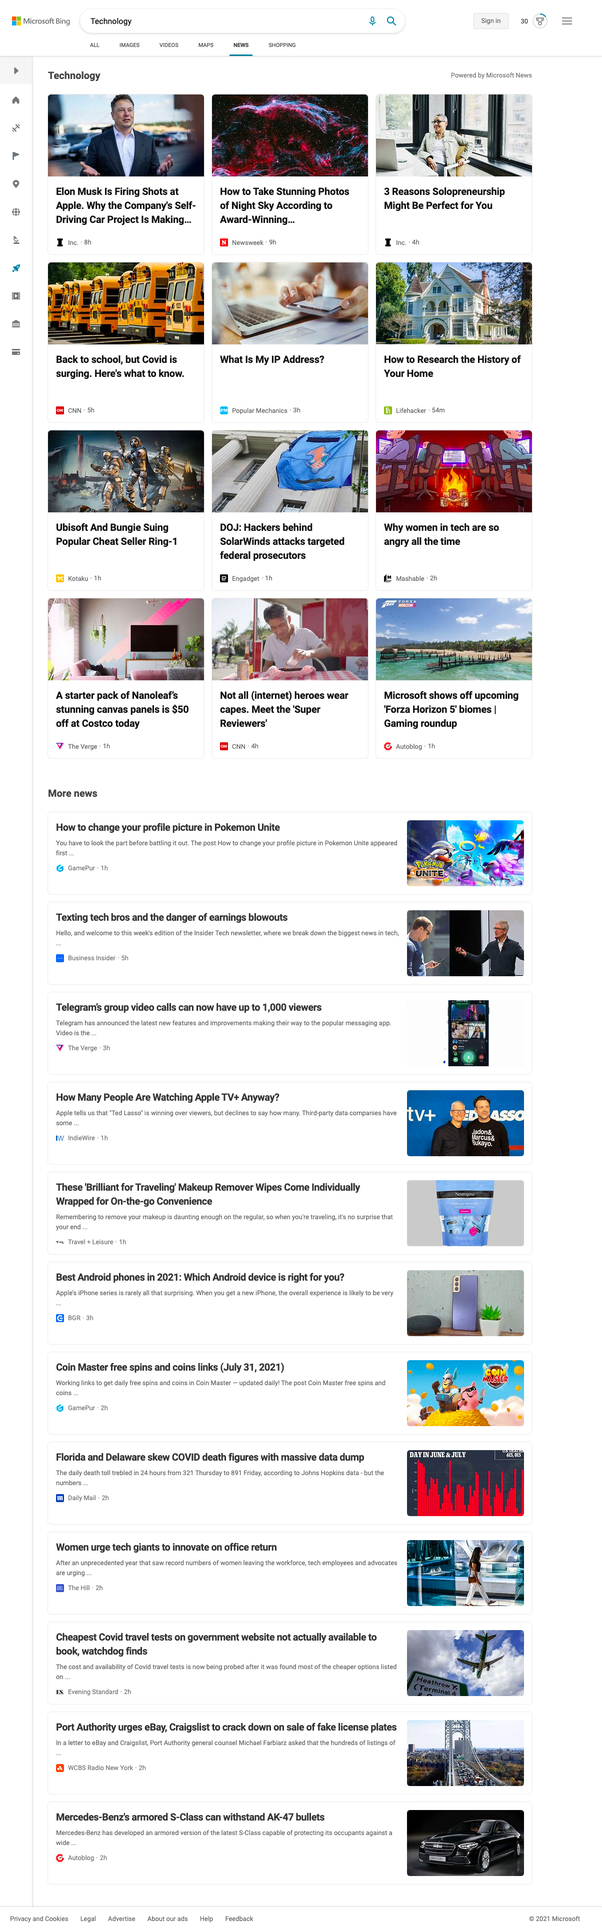 Microsoft Bing
Technology
Sign in
30
ALL IMAGES VIDEOS MAPS NEWS SHOPPING
Technology
Powered by Microsoft News
Elon Musk Is Firing Shots at
Apple. Why the Company's Self-
Driving Car Project Is Making...
Inc. · 8h
How to Take Stunning Photos
of Night Sky According to
Award-Winning...
Newsweek · 9h
3 Reasons Solopreneurship
Might Be Perfect for You
Inc. · 4h
Back to school, but Covid is
surging. Here's what to know.
CNN · 5h
What Is My IP Address?
Popular Mechanics · 3h
How to Research the History of
Your Home
Lifehacker · 54m
Ubisoft And Bungie Suing
Popular Cheat Seller Ring-1
Kotaku · 1h
DOJ: Hackers behind
SolarWinds attacks targeted
federal prosecutors
Engadget · 1h
Why women in tech are so
angry all the time
Mashable · 2h
FORZA
HORIZON
A starter pack of Nanoleaf's
stunning canvas panels is $50
off at Costco today
The Verge · 1h
Not all (internet) heroes wear
capes. Meet the 'Super
Reviewers'
CNN · 4h
Microsoft shows off upcoming
'Forza Horizon 5' biomes |
Gaming roundup
Autoblog · 1h
More news
How to change your profile picture in Pokemon Unite
You have to look the part before battling it out. The post How to change your profile picture in Pokemon Unite appeared
first ...
GamePur · 1h
POKÉMON
UNITE
Texting tech bros and the danger of earnings blowouts
Hello, and welcome to this week's edition of the Insider Tech newsletter, where we break down the biggest news in tech,
...
Business Insider · 5h
Telegram's group video calls can now have up to 1,000 viewers
Telegram has announced the latest new features and improvements making their way to the popular messaging app.
Video is the ...
The Verge · 3h
How Many People Are Watching Apple TV+ Anyway?
Apple tells us that "Ted Lasso" is winning over viewers, but declines to say how many. Third-party data companies have
some ...
IndieWire · 1h
tv+
ED LASSO
Jadon&
Marcus&
Bukayo.
These 'Brilliant for Traveling' Makeup Remover Wipes Come Individually
Wrapped for On-the-go Convenience
Remembering to remove your makeup is daunting enough on the regular, so when you're traveling, it's no surprise that
your end ...
Travel + Leisure · 1h
Neutrogena
Best Android phones in 2021: Which Android device is right for you?
Apple's iPhone series is rarely all that surprising. When you get a new iPhone, the overall experience is likely to be very
...
BGR · 3h
Coin Master free spins and coins links (July 31, 2021)
Working links to get daily free spins and coins in Coin Master — updated daily! The post Coin Master free spins and
coins ...
GamePur · 2h
COIN
MASTER
Florida and Delaware skew COVID death figures with massive data dump
The daily death toll trebled in 24 hours from 321 Thursday to 891 Friday, according to Johns Hopkins data - but the
numbers ...
Daily Mail · 2h
DAY IN JUNE & JULY
Women urge tech giants to innovate on office return
After an unprecedented year that saw record numbers of women leaving the workforce, tech employees and advocates
are urging ...
The Hill · 2h
Cheapest Covid travel tests on government website not actually available to
book, watchdog finds
The cost and availability of Covid travel tests is now being probed after it was found most of the cheaper options listed
on ...
Evening Standard · 2h
Heathrow
Terminal 4
Port Authority urges eBay, Craigslist to crack down on sale of fake license plates
In a letter to eBay and Craigslist, Port Authority general counsel Michael Farbiarz asked that the hundreds of listings of
...
WCBS Radio New York · 2h
Mercedes-Benz's armored S-Class can withstand AK-47 bullets
Mercedes-Benz has developed an armored version of the latest S-Class capable of protecting its occupants against a
wide ...
Autoblog · 2h
Privacy and Cookies Legal Advertise About our ads Help Feedback
© 2021 Microsoft